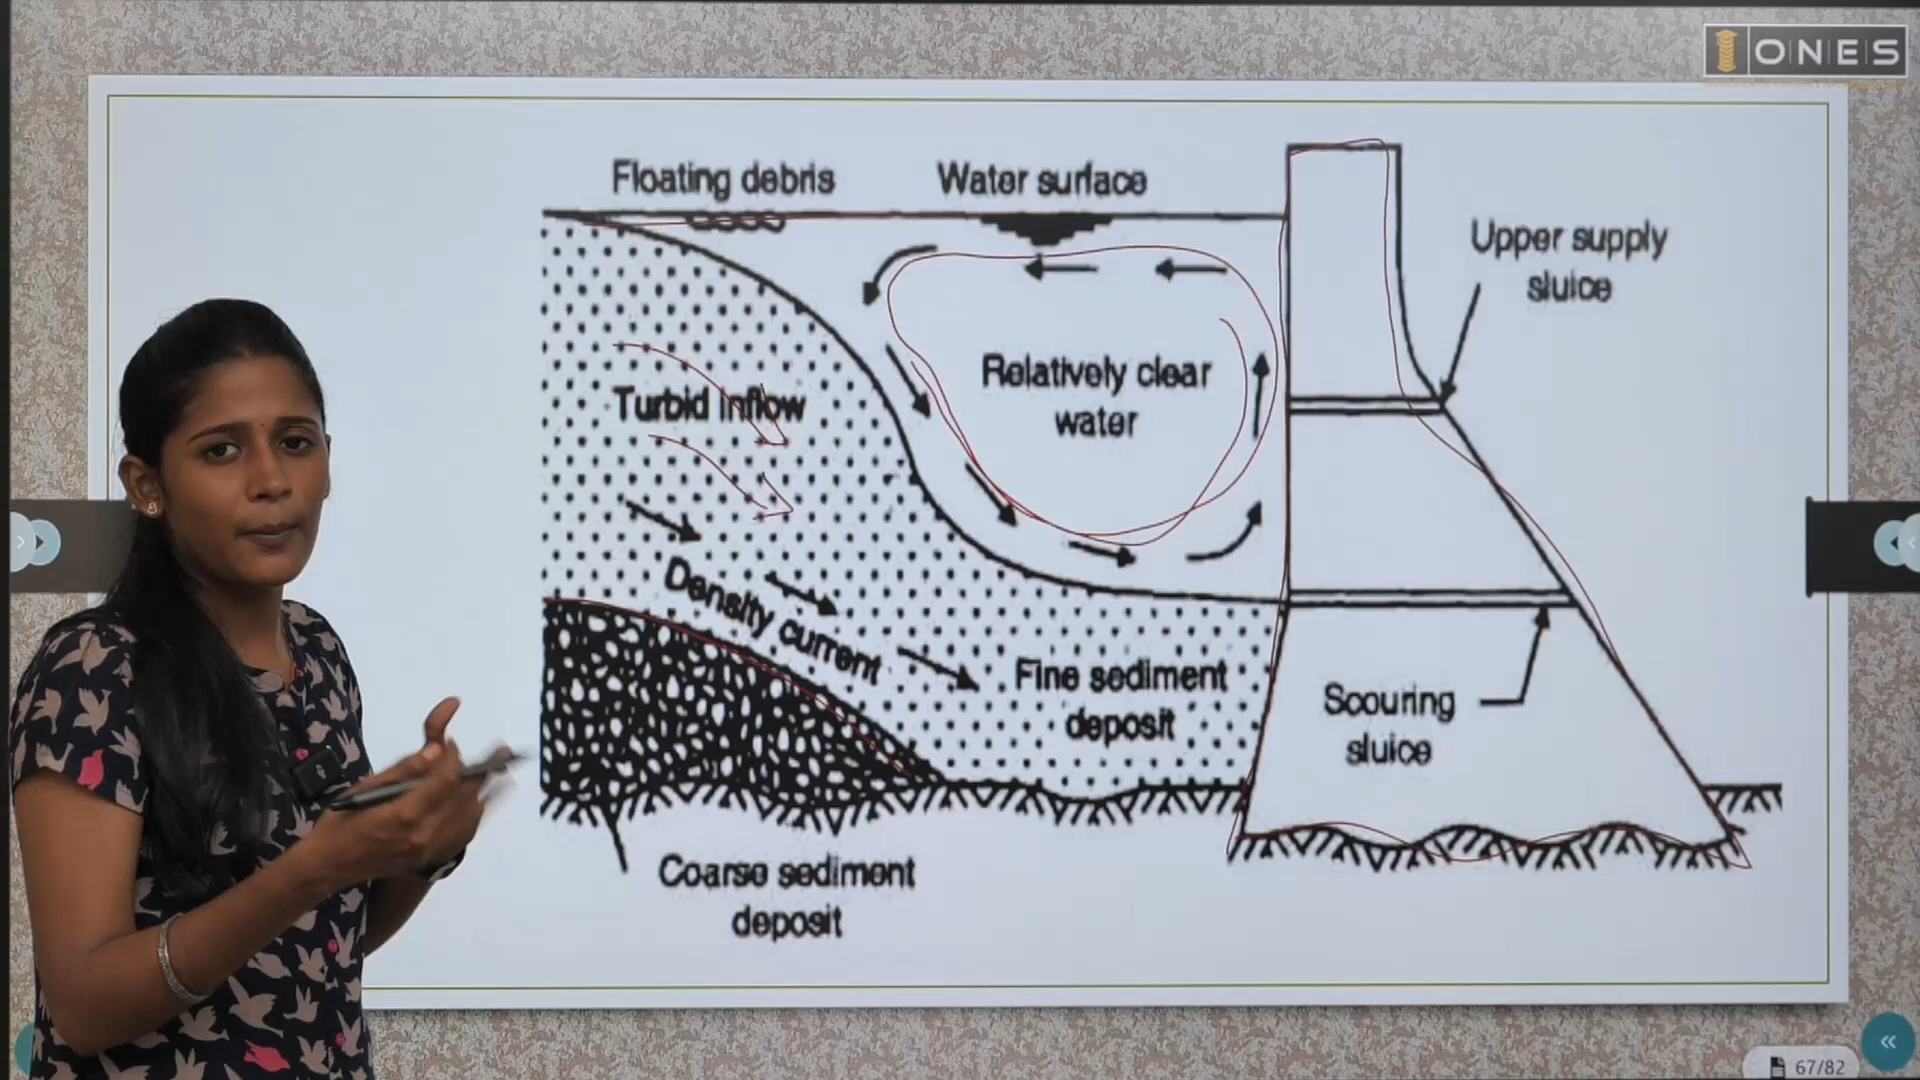 ONES
Floating debris
Water surface
Upper supply
sluice
Relatively clear
water
Turbid inflow
Density current
Fine sediment
deposit
Scouring
sluice
Coarse sediment
deposit
67/82